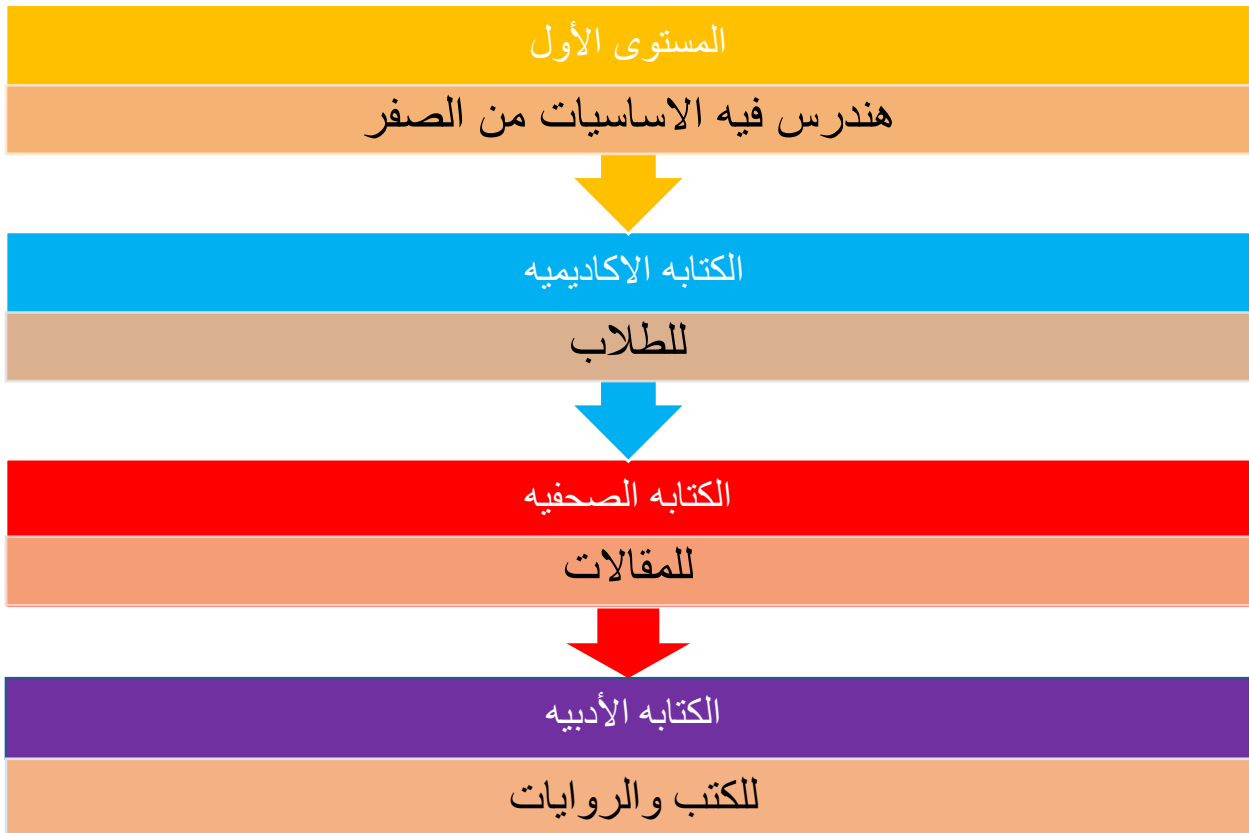 المستوى الأول
هندرس فيه الاساسيات من الصفر
الكتابه الاكاديميه
للطلاب
الكتابه الصحفيه
للمقالات
الكتابه الأدبيه
للكتب والروايات